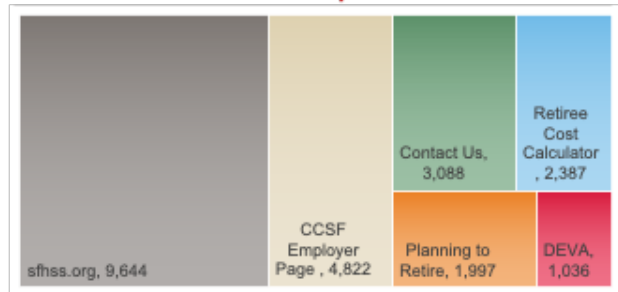 sfhss.org, 9,644
CCSF
Employer
Page , 4,822
Contact Us,
3,088
Retiree
Cost
Calculator
, 2,387
Planning to
Retire, 1,997
DEVA,
1,036